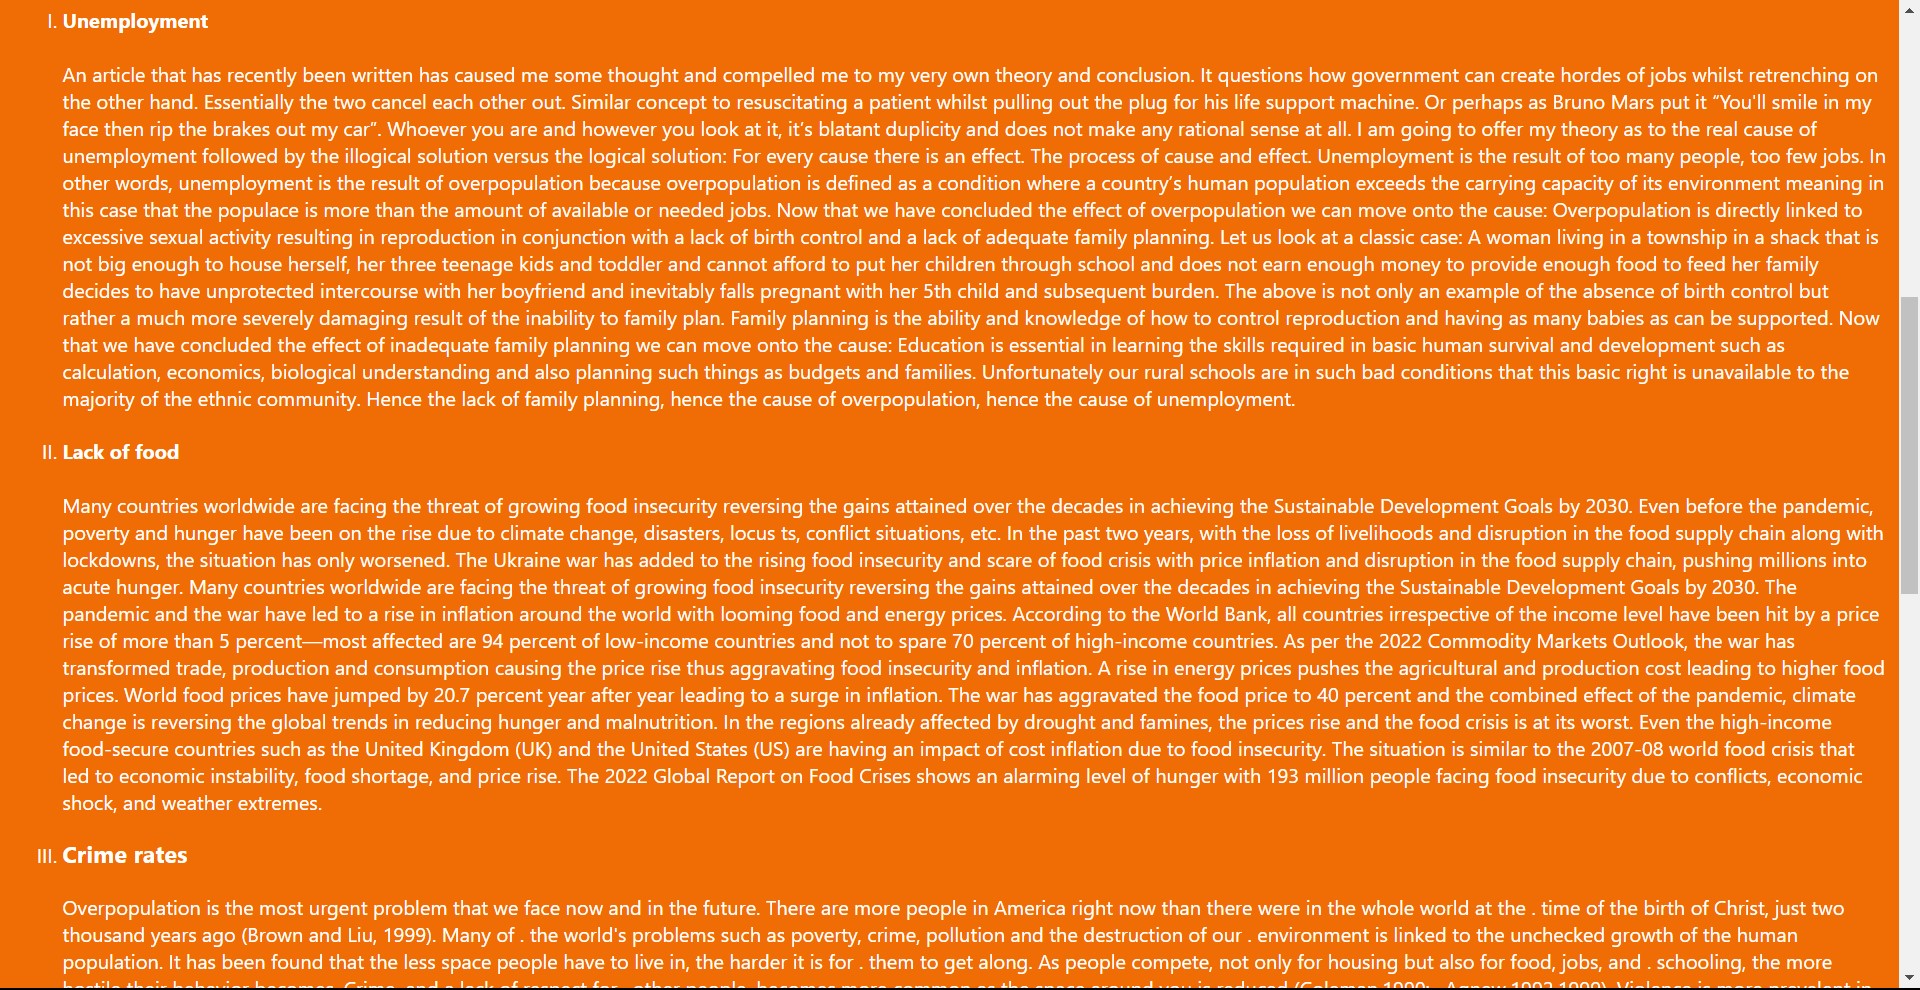 I. Unemployment
An article that has recently been written has caused me some thought and compelled me to my very own theory and conclusion. It questions how government can create hordes of jobs whilst retrenching on
the other hand. Essentially the two cancel each other out. Similar concept to resuscitating a patient whilst pulling out the plug for his life support machine. Or perhaps as Bruno Mars put it “You'll smile in my
face then rip the brakes out my car”. Whoever you are and however you look at it, it’s blatant duplicity and does not make any rational sense at all. I am going to offer my theory as to the real cause of
unemployment followed by the illogical solution versus the logical solution: For every cause there is an effect. The process of cause and effect. Unemployment is the result of too many people, too few jobs. In
other words, unemployment is the result of overpopulation because overpopulation is defined as a condition where a country’s human population exceeds the carrying capacity of its environment meaning in
this case that the populace is more than the amount of available or needed jobs. Now that we have concluded the effect of overpopulation we can move onto the cause: Overpopulation is directly linked to
excessive sexual activity resulting in reproduction in conjunction with a lack of birth control and a lack of adequate family planning. Let us look at a classic case: A woman living in a township in a shack that is
not big enough to house herself, her three teenage kids and toddler and cannot afford to put her children through school and does not earn enough money to provide enough food to feed her family
decides to have unprotected intercourse with her boyfriend and inevitably falls pregnant with her 5th child and subsequent burden. The above is not only an example of the absence of birth control but
rather a much more severely damaging result of the inability to family plan. Family planning is the ability and knowledge of how to control reproduction and having as many babies as can be supported. Now
that we have concluded the effect of inadequate family planning we can move onto the cause: Education is essential in learning the skills required in basic human survival and development such as
calculation, economics, biological understanding and also planning such things as budgets and families. Unfortunately our rural schools are in such bad conditions that this basic right is unavailable to the
majority of the ethnic community. Hence the lack of family planning, hence the cause of overpopulation, hence the cause of unemployment.
II. Lack of food
Many countries worldwide are facing the threat of growing food insecurity reversing the gains attained over the decades in achieving the Sustainable Development Goals by 2030. Even before the pandemic,
poverty and hunger have been on the rise due to climate change, disasters, locus ts, conflict situations, etc. In the past two years, with the loss of livelihoods and disruption in the food supply chain along with
lockdowns, the situation has only worsened. The Ukraine war has added to the rising food insecurity and scare of food crisis with price inflation and disruption in the food supply chain, pushing millions into
acute hunger. Many countries worldwide are facing the threat of growing food insecurity reversing the gains attained over the decades in achieving the Sustainable Development Goals by 2030. The
pandemic and the war have led to a rise in inflation around the world with looming food and energy prices. According to the World Bank, all countries irrespective of the income level have been hit by a price
rise of more than 5 percent—most affected are 94 percent of low-income countries and not to spare 70 percent of high-income countries. As per the 2022 Commodity Markets Outlook, the war has
transformed trade, production and consumption causing the price rise thus aggravating food insecurity and inflation. A rise in energy prices pushes the agricultural and production cost leading to higher food
prices. World food prices have jumped by 20.7 percent year after year leading to a surge in inflation. The war has aggravated the food price to 40 percent and the combined effect of the pandemic, climate
change is reversing the global trends in reducing hunger and malnutrition. In the regions already affected by drought and famines, the prices rise and the food crisis is at its worst. Even the high-income
food-secure countries such as the United Kingdom (UK) and the United States (US) are having an impact of cost inflation due to food insecurity. The situation is similar to the 2007-08 world food crisis that
led to economic instability, food shortage, and price rise. The 2022 Global Report on Food Crises shows an alarming level of hunger with 193 million people facing food insecurity due to conflicts, economic
shock, and weather extremes.
III. Crime rates
Overpopulation is the most urgent problem that we face now and in the future. There are more people in America right now than there were in the whole world at the . time of the birth of Christ, just two
thousand years ago (Brown and Liu, 1999). Many of . the world's problems such as poverty, crime, pollution and the destruction of our . environment is linked to the unchecked growth of the human
population. It has been found that the less space people have to live in, the harder it is for . them to get along. As people compete, not only for housing but also for food, jobs, and . schooling, the more